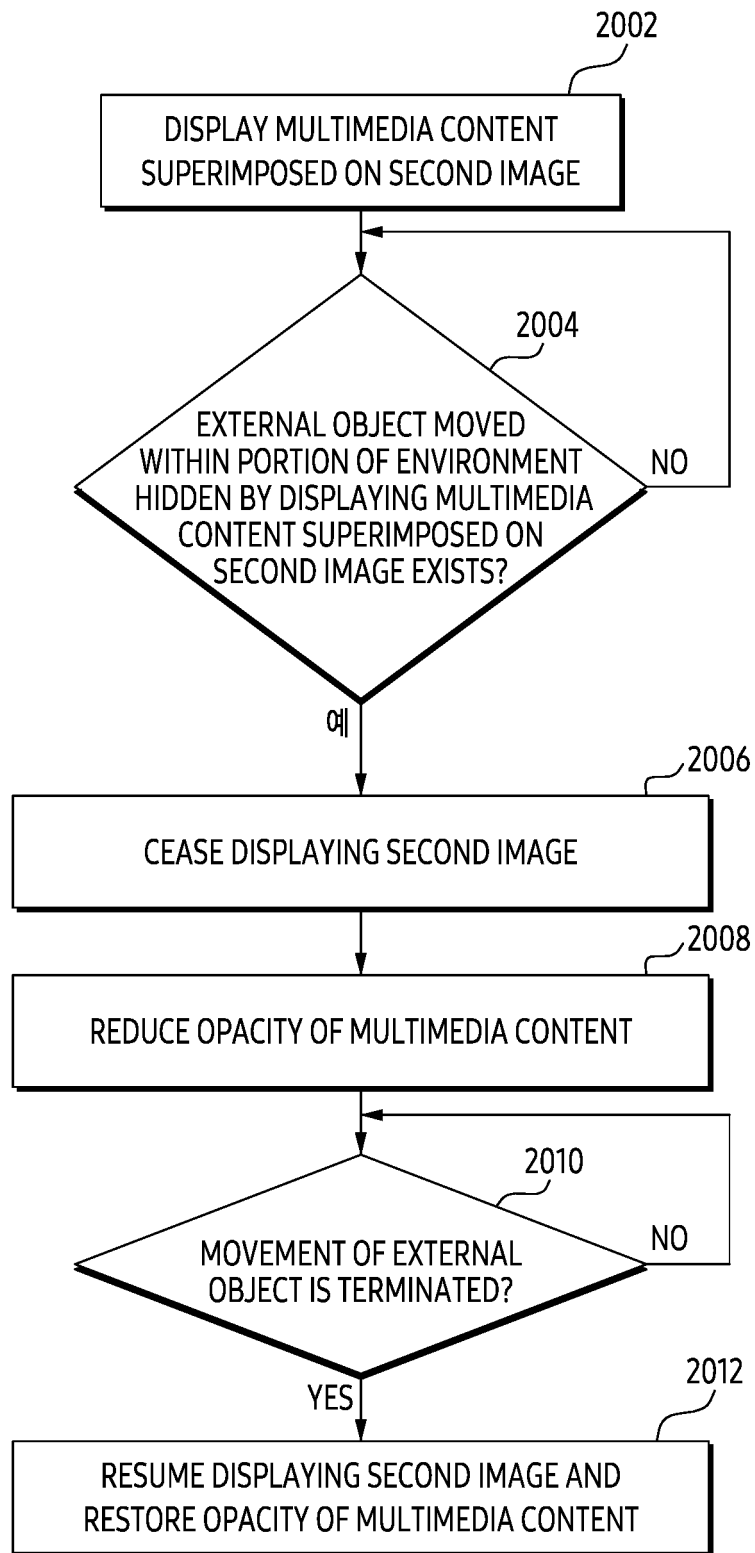 2002
DISPLAY MULTIMEDIA CONTENT
SUPERIMPOSED ON SECOND IMAGE
2004
EXTERNAL OBJECT MOVED
WITHIN PORTION OF ENVIRONMENT
HIDDEN BY DISPLAYING MULTIMEDIA
CONTENT SUPERIMPOSED ON
SECOND IMAGE EXISTS?
NO
예
2006
CEASE DISPLAYING SECOND IMAGE
2008
REDUCE OPACITY OF MULTIMEDIA CONTENT
2010
MOVEMENT OF EXTERNAL
OBJECT IS TERMINATED?
NO
YES
2012
RESUME DISPLAYING SECOND IMAGE AND
RESTORE OPACITY OF MULTIMEDIA CONTENT